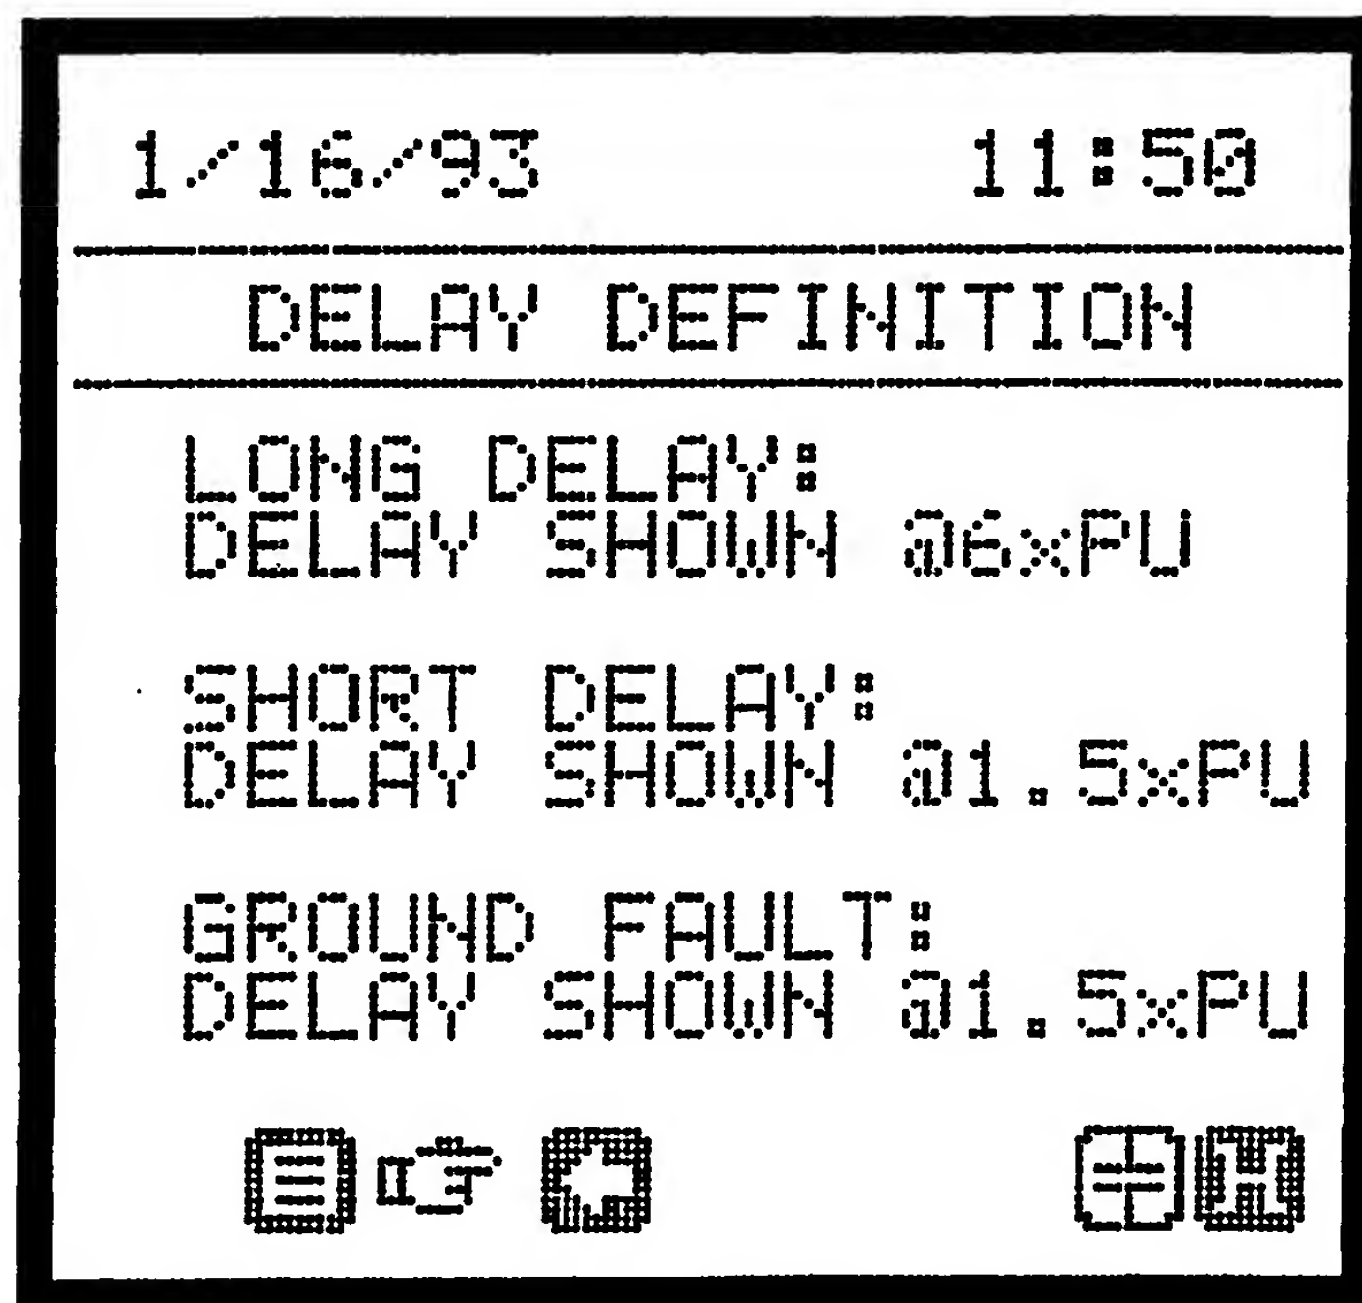 1/16/93 11:50
DELAY DEFINITION
LONG DELAY:
DELAY SHOWN @6xPU
SHORT DELAY:
DELAY SHOWN @1.5xPU
GROUND FAULT:
DELAY SHOWN @1.5xPU